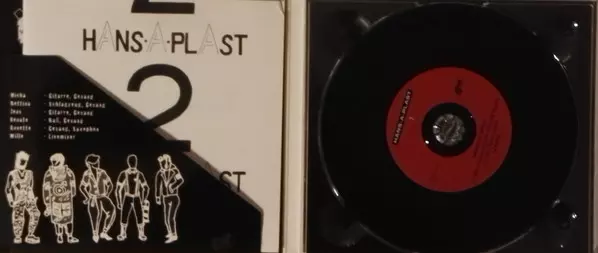 2
HANS-A-PLAST
2
Micha - Gitarre, Gesang
Bettina - Schlagzeug, Gesang
Jens - Gitarre, Gesang
Renate - Baß, Gesang
Annette - Gesang, Saxophon
Wille - Livemixer
ST
HANS-A-PLAST